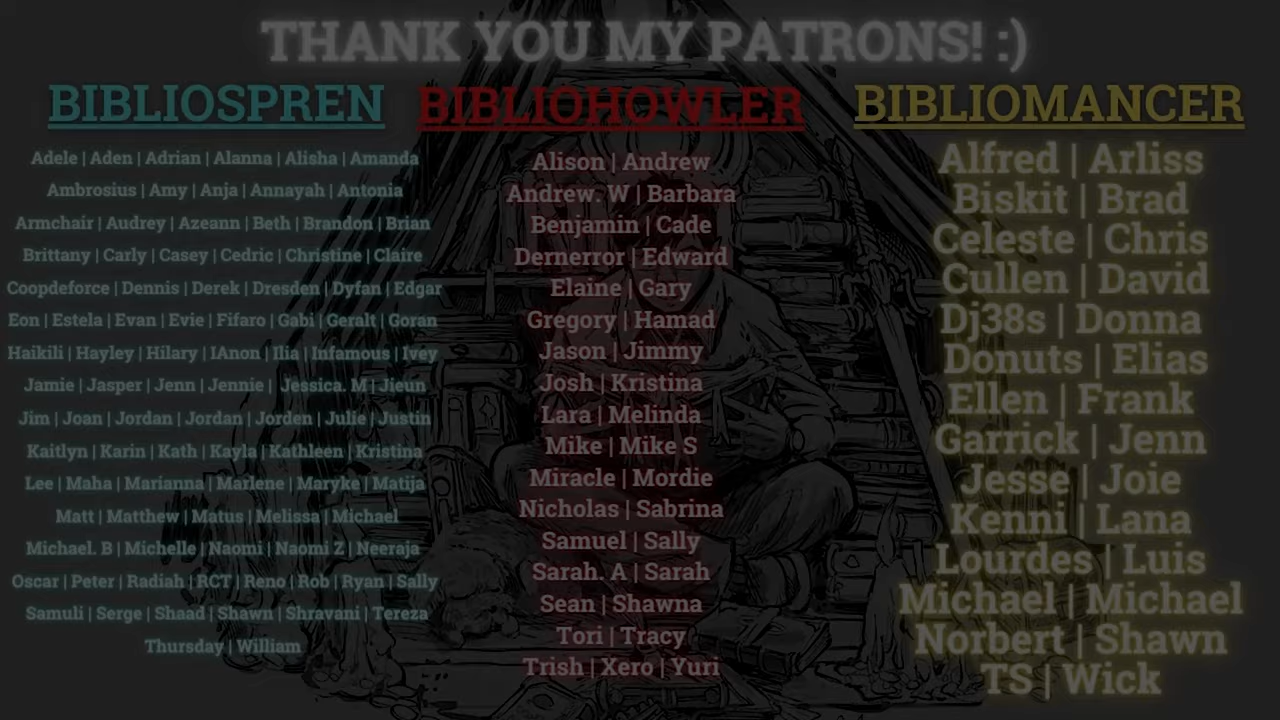 THANK YOU MY PATRONS! :)
BIBLIOSPREN
Adele | Aden | Adrian | Alanna | Alisha | Amanda
Ambrosius | Amy | Anja | Annayah | Antonia
Armchair | Audrey | Azeann | Beth | Brandon | Brian
Brittany | Carly | Casey | Cedric | Christine | Claire
Coopdeforce | Dennis | Derek | Dresden | Dyfan | Edgar
Eon | Estela | Evan | Evie | Fifaro | Gabi | Geralt | Goran
Haikili | Hayley | Hilary | IAnon | Ilia | Infamous | Ivey
Jamie | Jasper | Jenn | Jennie | Jessica. M | Jieun
Jim | Joan | Jordan | Jordan | Jorden | Julie | Justin
Kaitlyn | Karin | Kath | Kayla | Kathleen | Kristina
Lee | Maha | Marianna | Marlene | Maryke | Matija
Matt | Matthew | Matus | Melissa | Michael
Michael. B | Michelle | Naomi | Naomi Z | Neeraja
Oscar | Peter | Radiah | RCT | Reno | Rob | Ryan | Sally
Samuli | Serge | Shaad | Shawn | Shravani | Tereza
Thursday | William
BIBLIOHOWLER
Alison | Andrew
Andrew. W | Barbara
Benjamin | Cade
Dernerror | Edward
Elaine | Gary
Gregory | Hamad
Jason | Jimmy
Josh | Kristina
Lara | Melinda
Mike | Mike S
Miracle | Mordie
Nicholas | Sabrina
Samuel | Sally
Sarah. A | Sarah
Sean | Shawna
Tori | Tracy
Trish | Xero | Yuri
BIBLIOMANCER
Alfred | Arliss
Biskit | Brad
Celeste | Chris
Cullen | David
Dj38s | Donna
Donuts | Elias
Ellen | Frank
Garrick | Jenn
Jesse | Joie
Kenni | Lana
Lourdes | Luis
Michael | Michael
Norbert | Shawn
TS | Wick